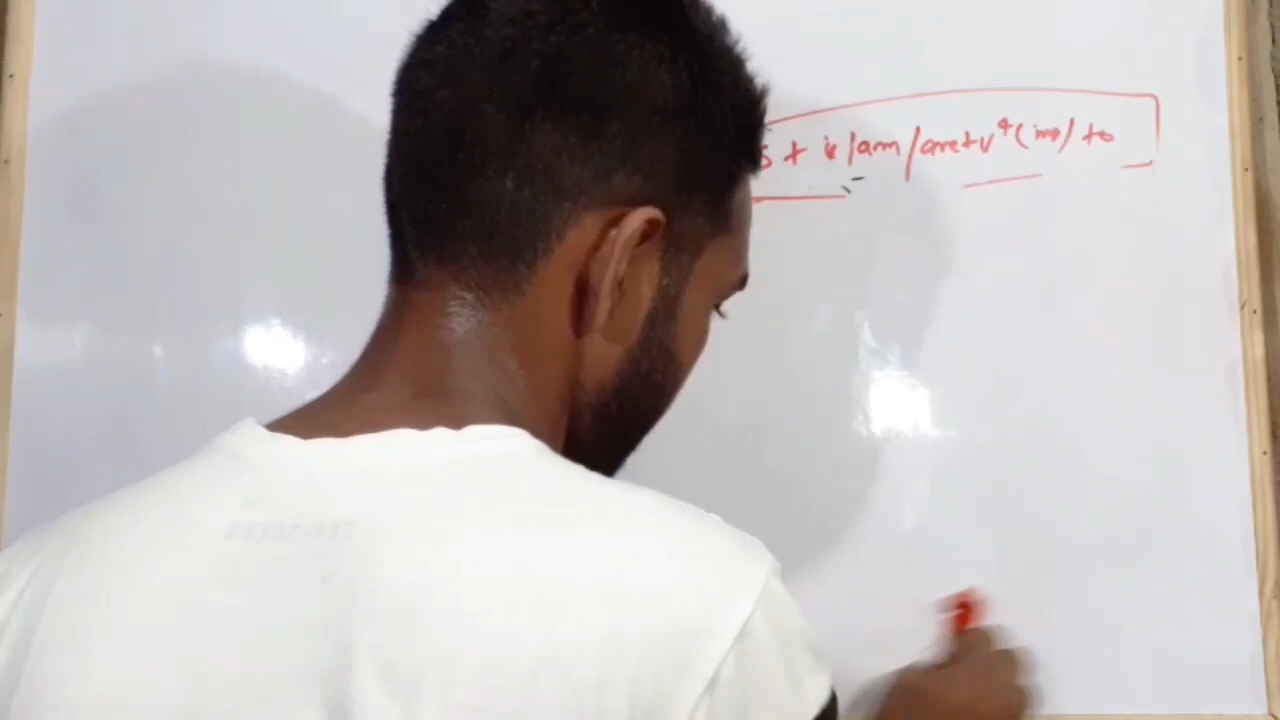 S + is/am/are + v⁴(ing) to